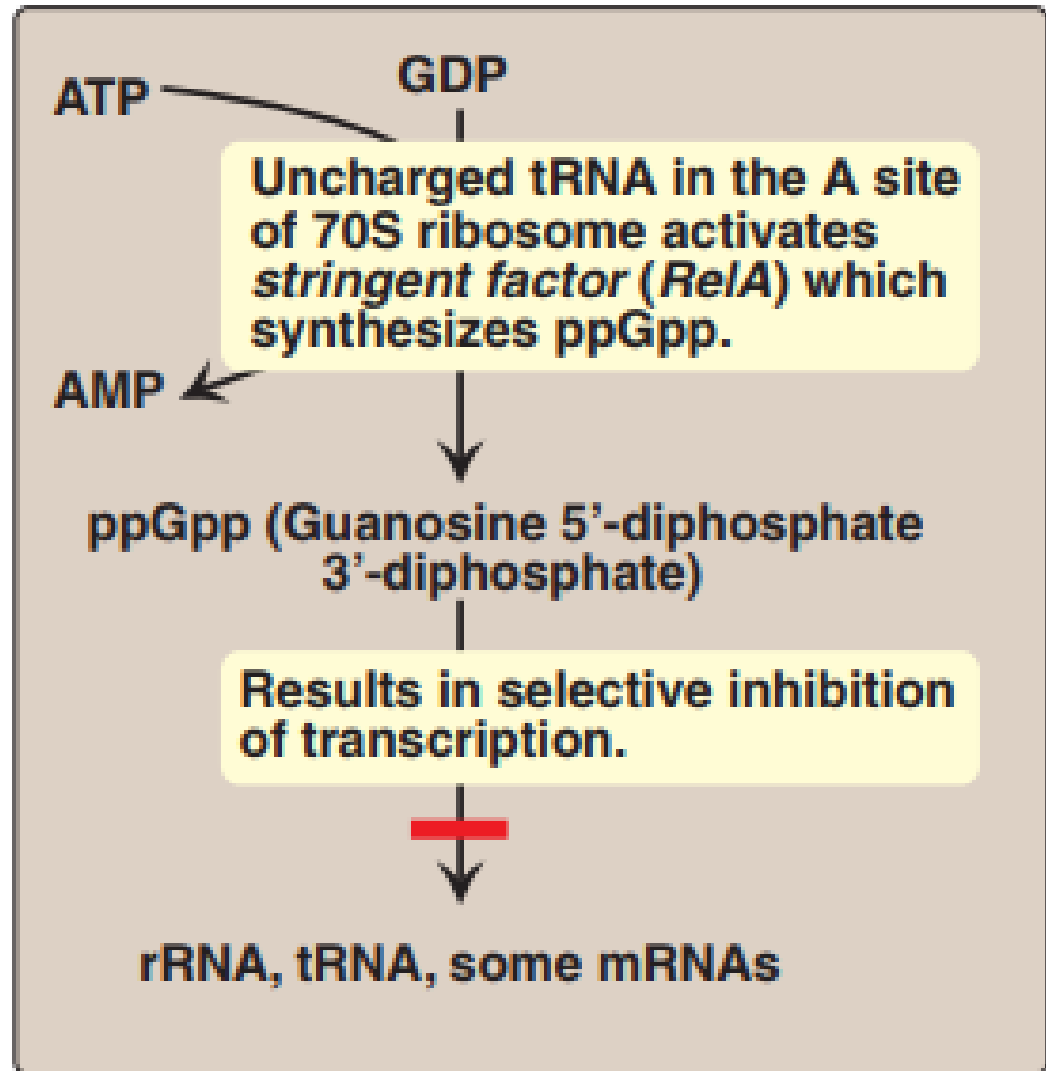 ATP
GDP
Uncharged tRNA in the A site
of 70S ribosome activates
stringent factor (RelA) which
synthesizes ppGpp.
AMP
ppGpp (Guanosine 5’-diphosphate
3’-diphosphate)
Results in selective inhibition
of transcription.
rRNA, tRNA, some mRNAs